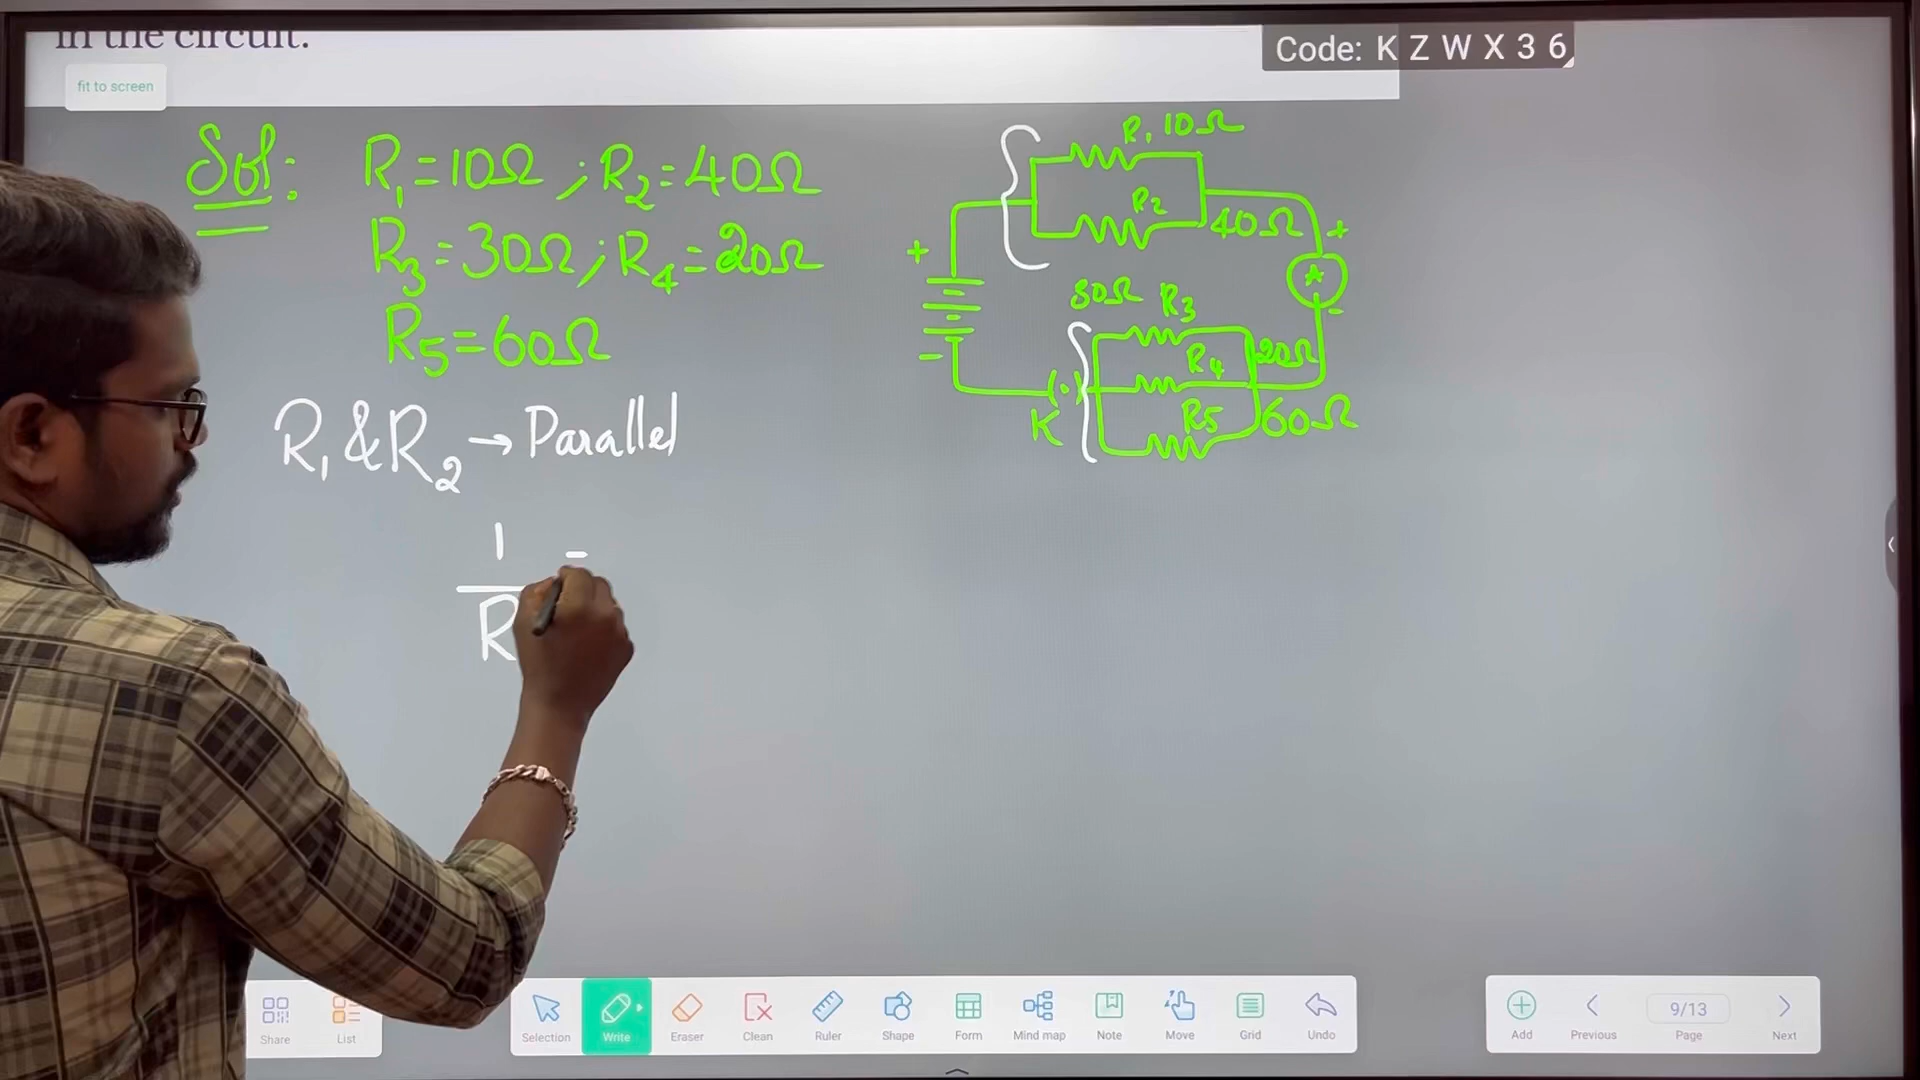 in the circuit.
Code: KZWX36
fit to screen
Sol: R₁=10Ω ; R₂=40Ω
R₃=30Ω ; R₄=20Ω
R₅=60Ω
R₁ & R₂ → Parallel
1
R
=
R₁ 10Ω
R₂
40Ω
+
+
A
-
30Ω R₃
R₄ 20Ω
R₅ 60Ω
-
K
Share
List
Selection
Write
Eraser
Clean
Ruler
Shape
Form
Mind map
Note
Move
Grid
Undo
Add
Previous
9/13
Page
Next